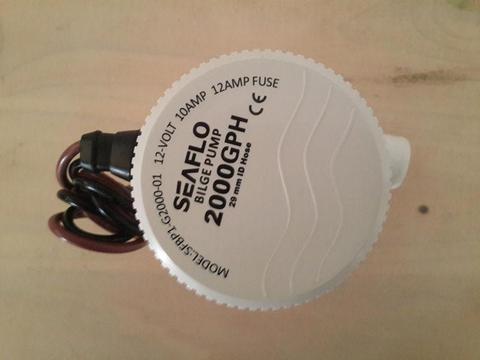 MODEL:SFBP1-G2000-01 12-VOLT 10AMP 12AMP FUSE
SEAFLO
BILGE PUMP
2000GPH
29 mm ID Hose
CE